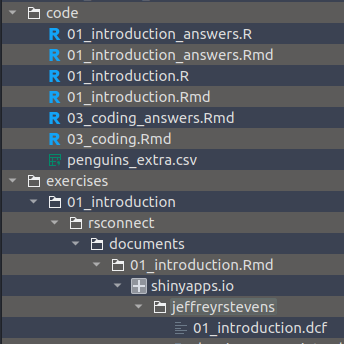 code
01_introduction_answers.R
01_introduction_answers.Rmd
01_introduction.R
01_introduction.Rmd
03_coding_answers.Rmd
03_coding.Rmd
penguins_extra.csv
exercises
01_introduction
rsconnect
documents
01_introduction.Rmd
shinyapps.io
jeffreyrstevens
01_introduction.dcf